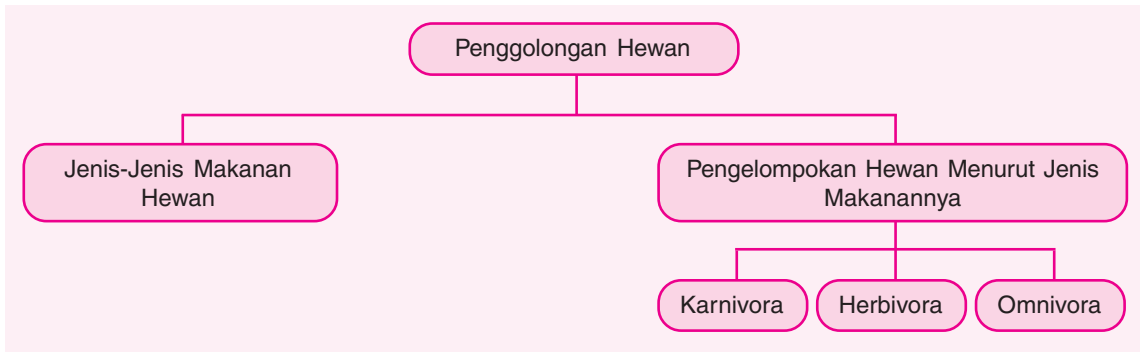 Penggolongan Hewan
Jenis-Jenis Makanan
Hewan
Pengelompokan Hewan Menurut Jenis
Makanannya
Karnivora
Herbivora
Omnivora